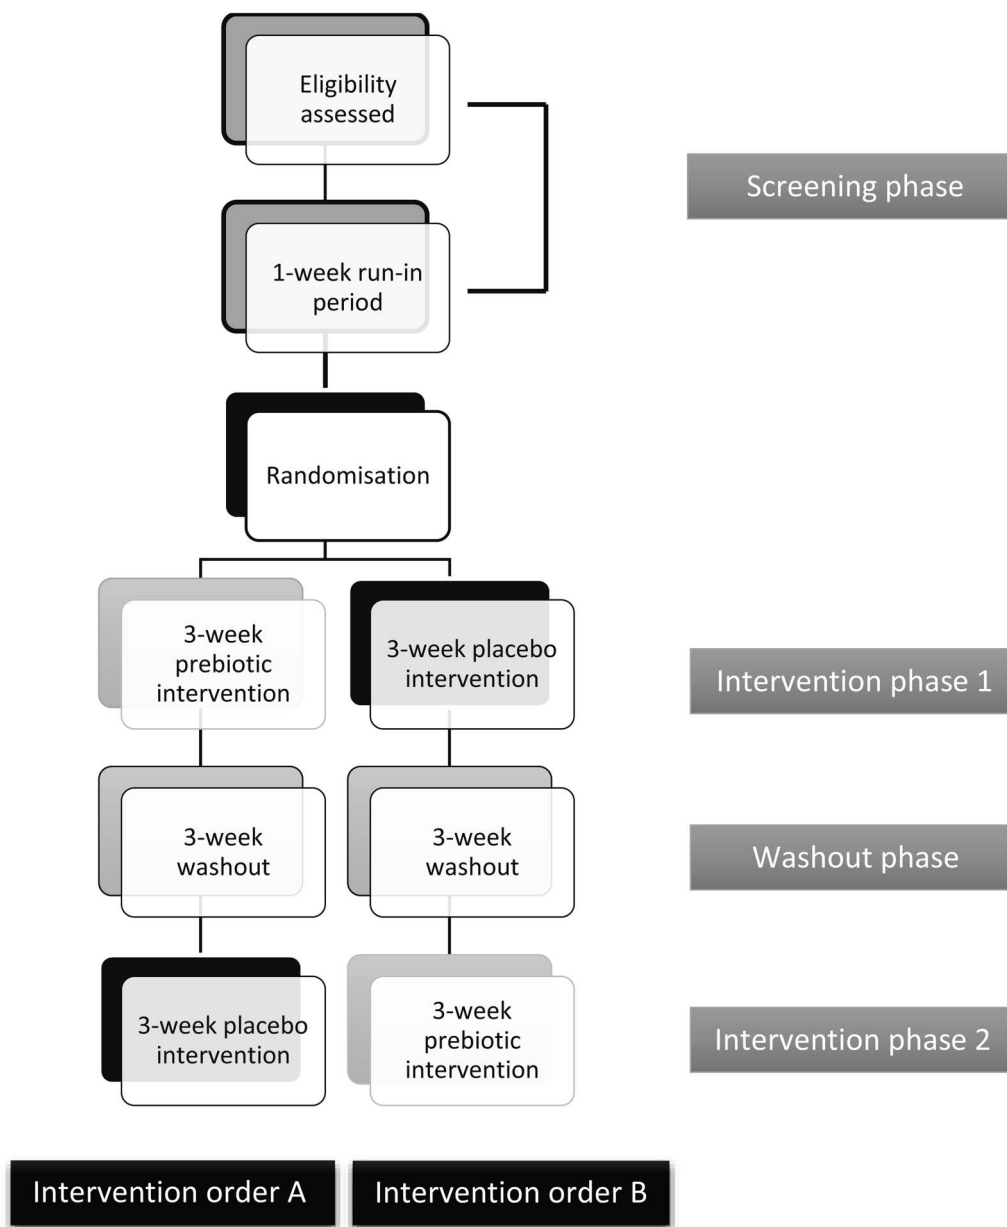 Eligibility
assessed
Screening phase
1-week run-in
period
Randomisation
3-week
prebiotic
intervention
3-week placebo
intervention
Intervention phase 1
3-week
washout
3-week
washout
Washout phase
3-week placebo
intervention
3-week
prebiotic
intervention
Intervention phase 2
Intervention order A
Intervention order B